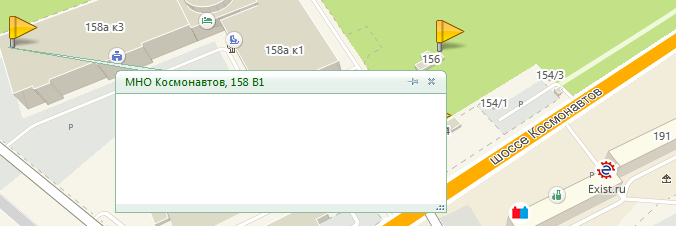 158а к3
158а к1
156
МНО Космонавтов, 158 В1
154/3
154/1
P
P
шоссе Космонавтов
191
P
Exist.ru